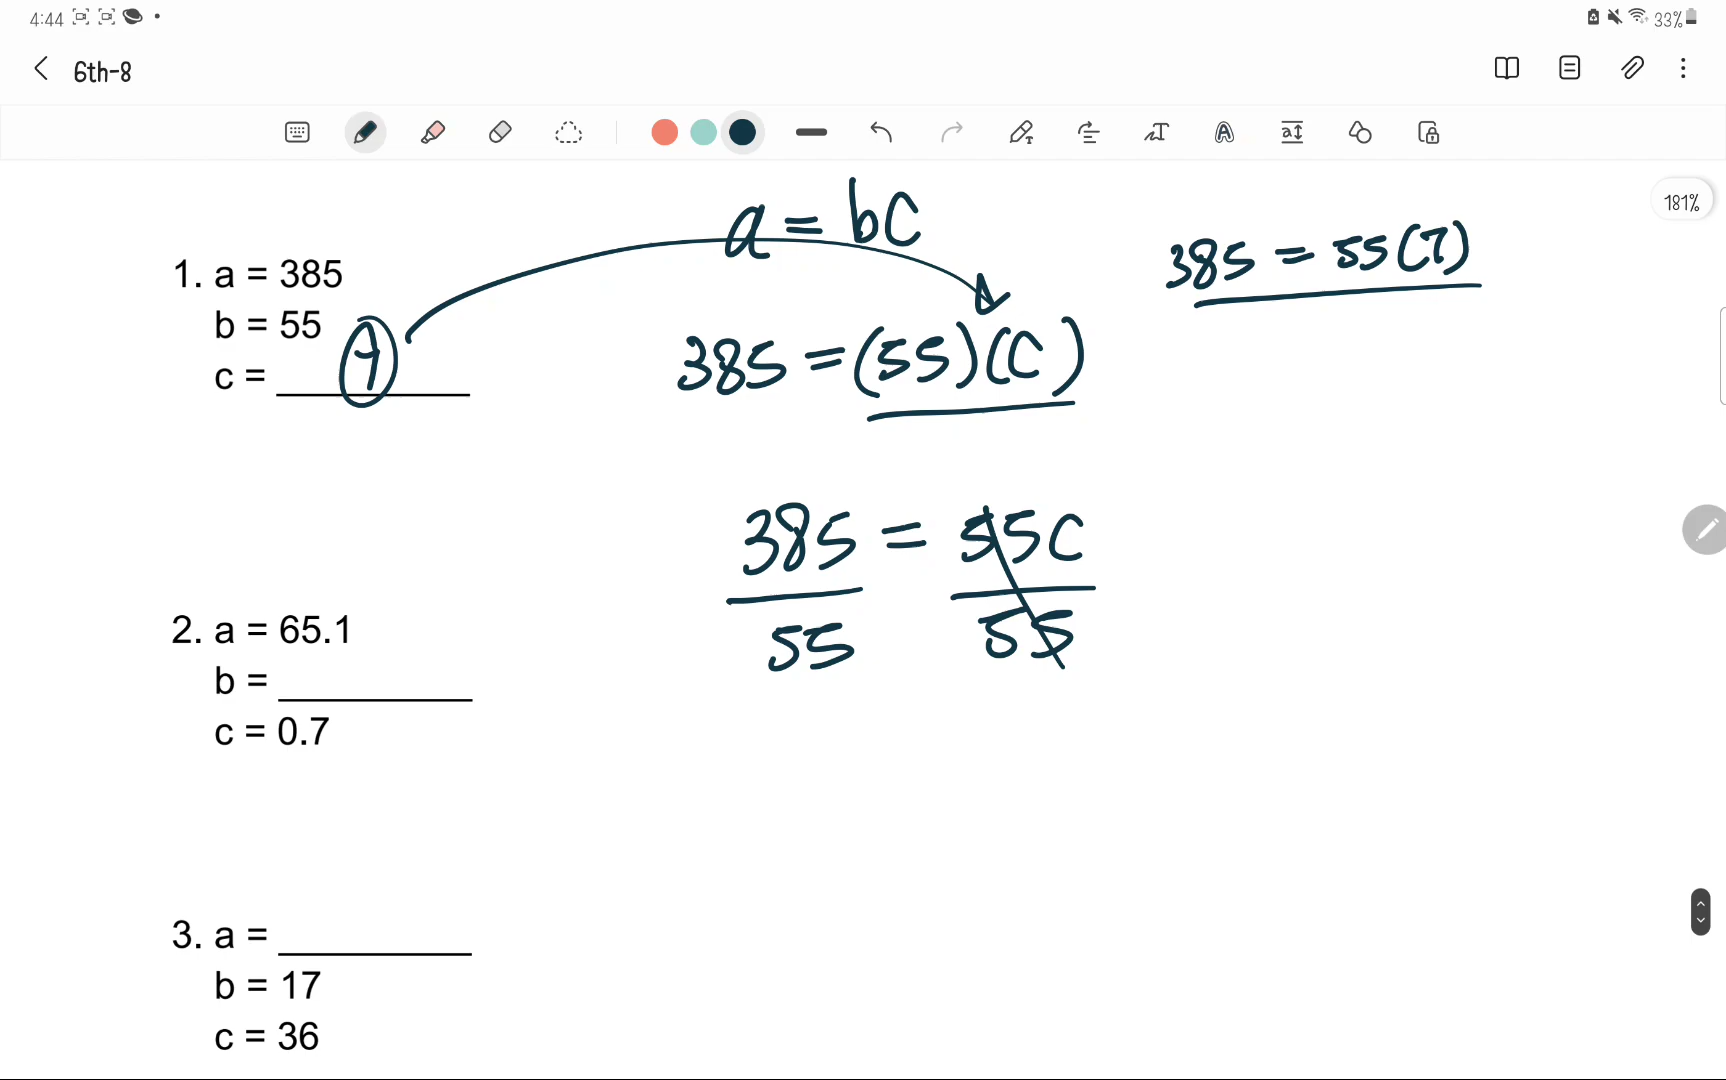 4:44
33%
6th-8
181%
a = bc
1. a = 385
b = 55
c = 7
385 = (55)(c)
385 = 55(7)
385 = 55c
55 55
2. a = 65.1
b =
c = 0.7
3. a =
b = 17
c = 36